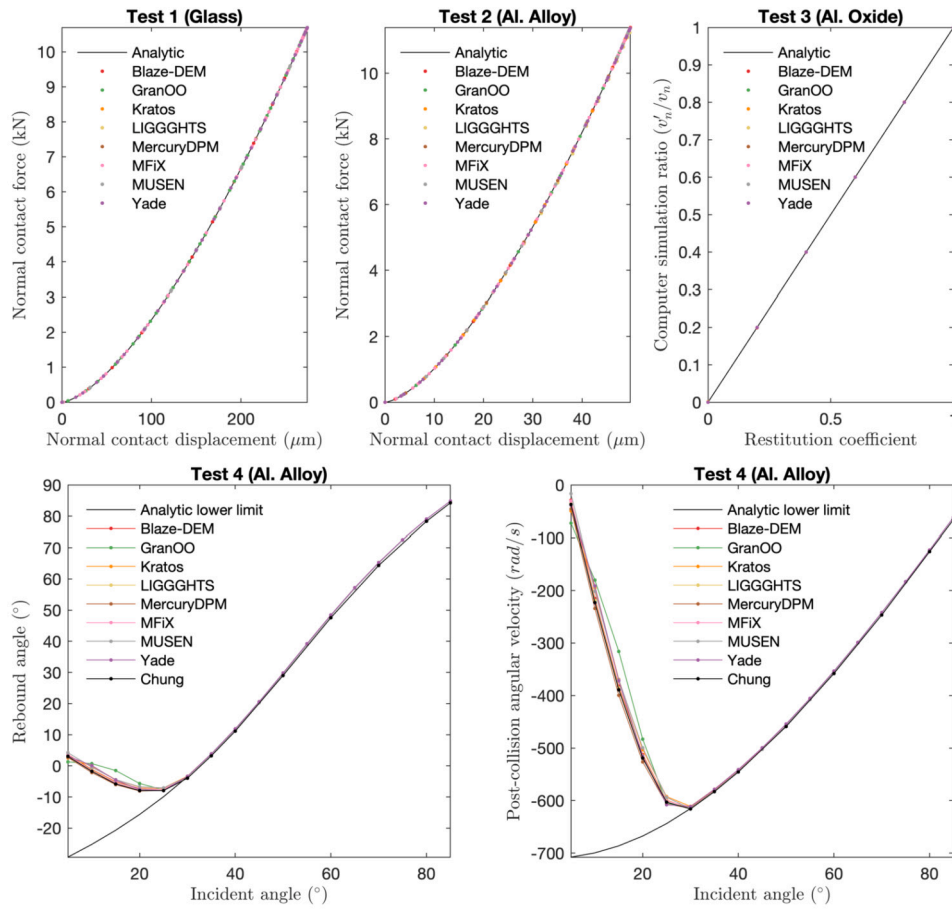 Test 1 (Glass)
Normal contact force (kN)
10
9
8
7
6
5
4
3
2
1
0
Analytic
Blaze-DEM
GranOO
Kratos
LIGGGHTS
MercuryDPM
MFiX
MUSEN
Yade
0 100 200
Normal contact displacement (μm)
Test 2 (Al. Alloy)
Normal contact force (kN)
10
8
6
4
2
0
Analytic
Blaze-DEM
GranOO
Kratos
LIGGGHTS
MercuryDPM
MFiX
MUSEN
Yade
0 10 20 30 40
Normal contact displacement (μm)
Test 3 (Al. Oxide)
Computer simulation ratio (v′n/vn)
1
0.9
0.8
0.7
0.6
0.5
0.4
0.3
0.2
0.1
0
Analytic
Blaze-DEM
GranOO
Kratos
LIGGGHTS
MercuryDPM
MFiX
MUSEN
Yade
0 0.5
Restitution coefficient
Test 4 (Al. Alloy)
Rebound angle (°)
90
80
70
60
50
40
30
20
10
0
-10
-20
Analytic lower limit
Blaze-DEM
GranOO
Kratos
LIGGGHTS
MercuryDPM
MFiX
MUSEN
Yade
Chung
20 40 60 80
Incident angle (°)
Test 4 (Al. Alloy)
Post-collision angular velocity (rad/s)
0
-100
-200
-300
-400
-500
-600
-700
Analytic lower limit
Blaze-DEM
GranOO
Kratos
LIGGGHTS
MercuryDPM
MFiX
MUSEN
Yade
Chung
20 40 60 80
Incident angle (°)